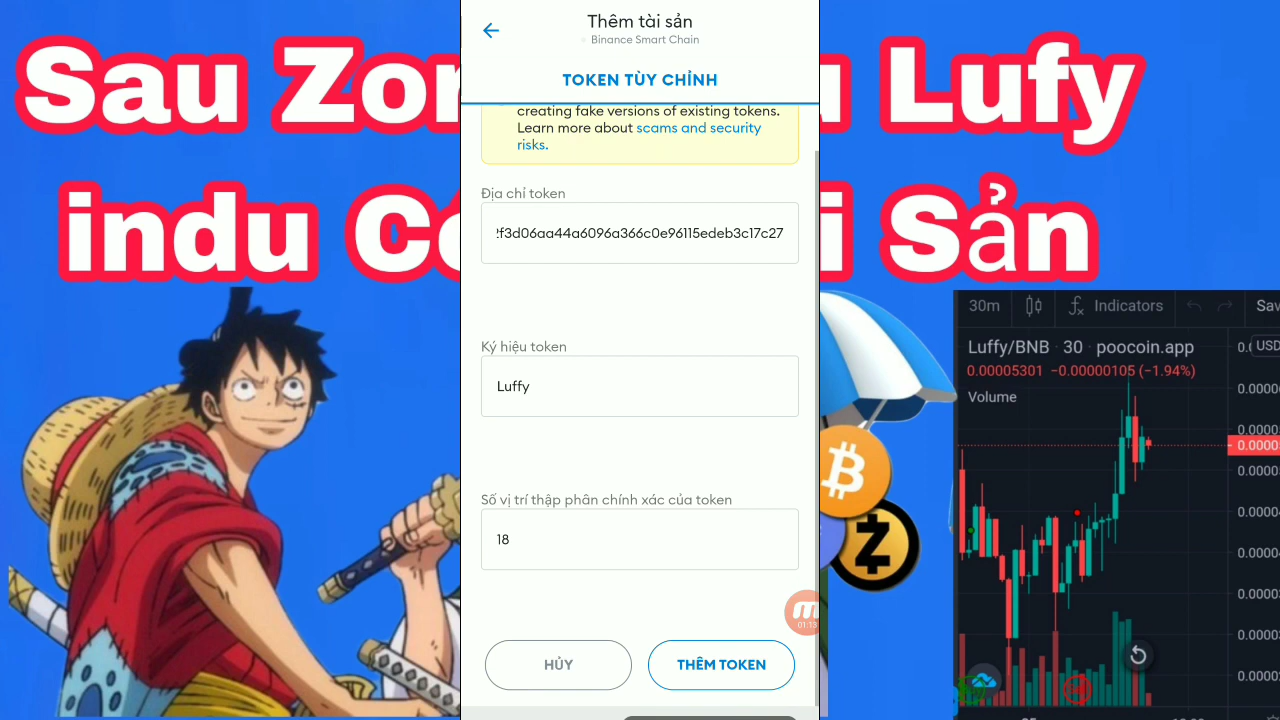 Thêm tài sản
Binance Smart Chain
TOKEN TÙY CHỈNH
creating fake versions of existing tokens.
Learn more about scams and security
risks.
Địa chỉ token
f3d06aa44a6096a366c0e96115edeb3c17c27
Ký hiệu token
Luffy
Số vị trí thập phân chính xác của token
18
HỦY
THÊM TOKEN
01:13
Sau Lufy
indu Sản
30m Indicators
Luffy/BNB · 30 · poocoin.app
USD
0.00005301 −0.00000105 (−1.94%)
Volume